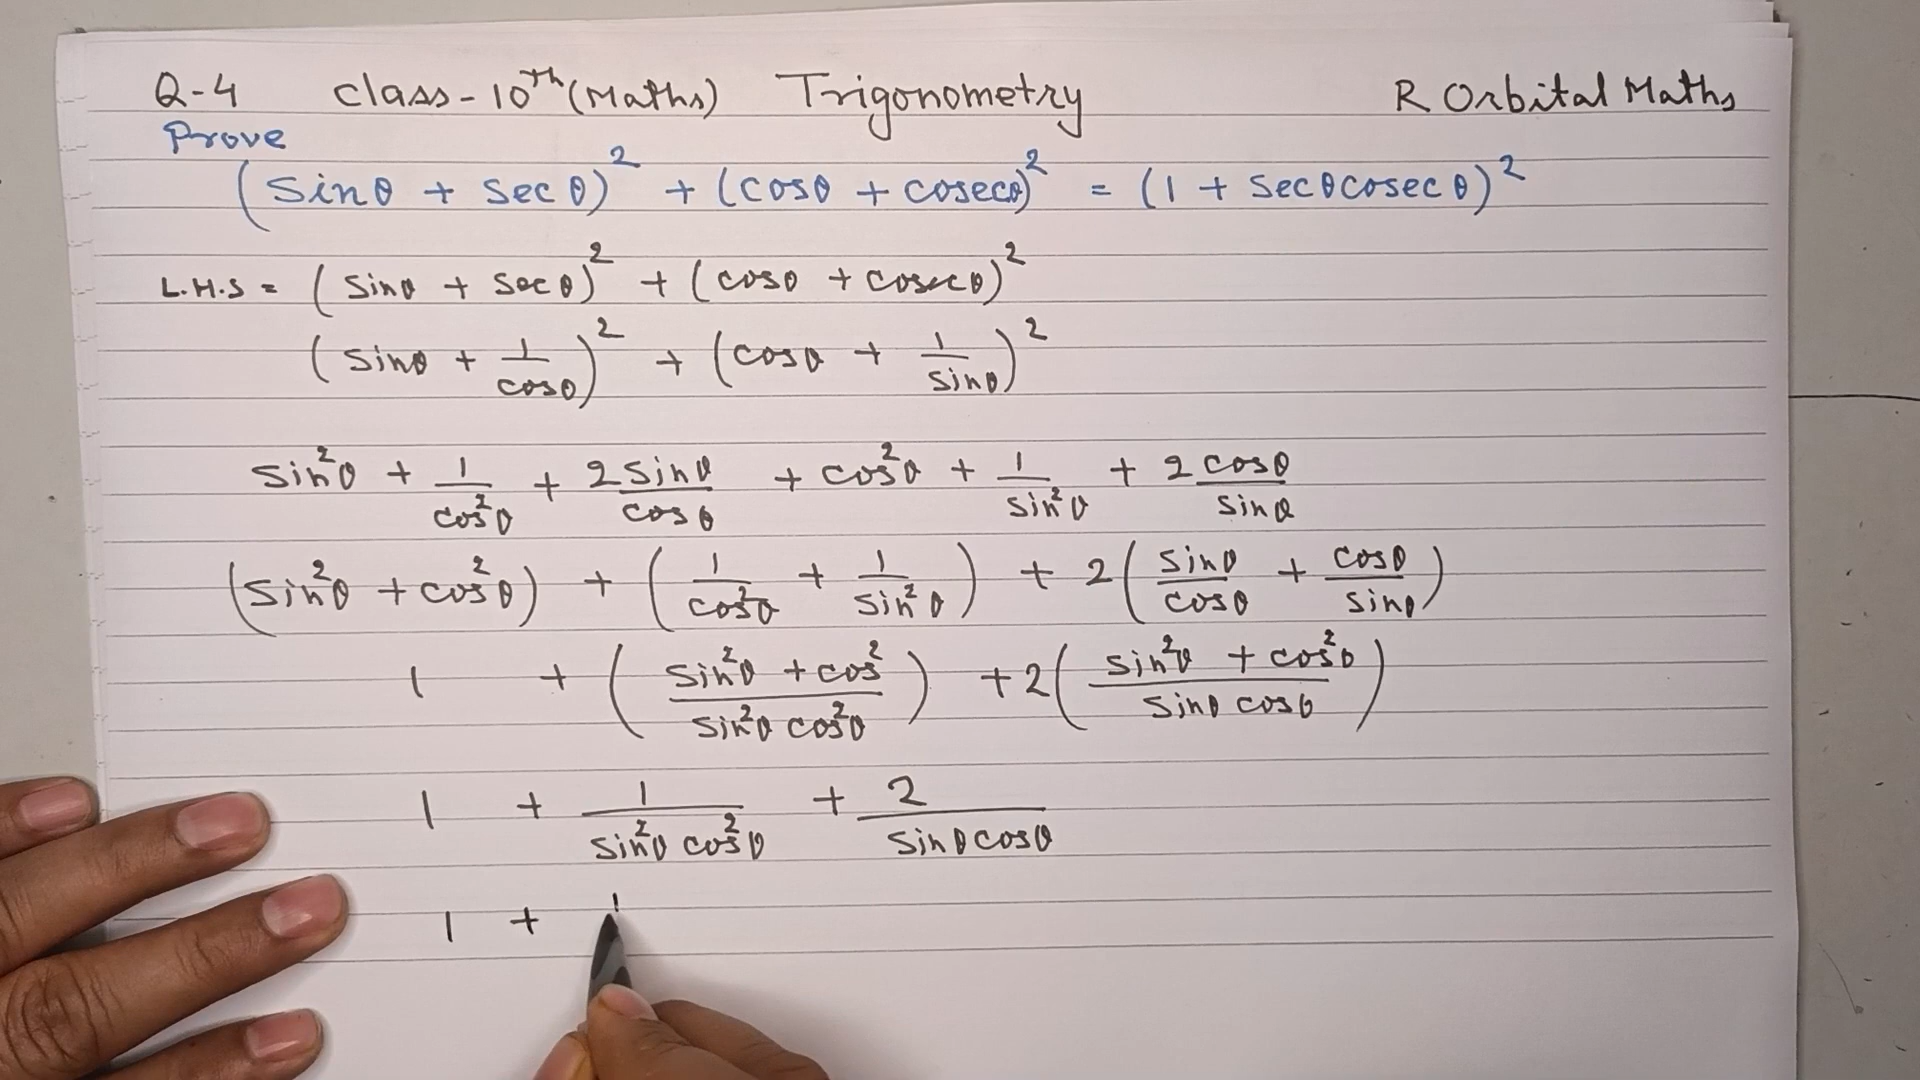 Q-4 Class-10th (Maths) Trigonometry R Orbital Maths
Prove
(sinθ + secθ)² + (cosθ + cosecθ)² = (1 + secθcosecθ)²
L.H.S = (sinθ + secθ)² + (cosθ + cosecθ)²
(sinθ + 1/cosθ)² + (cosθ + 1/sinθ)²
sin²θ + 1/cos²θ + 2sinθ/cosθ + cos²θ + 1/sin²θ + 2cosθ/sinθ
(sin²θ + cos²θ) + (1/cos²θ + 1/sin²θ) + 2(sinθ/cosθ + cosθ/sinθ)
1 + (sin²θ + cos²/sin²θ cos²θ) + 2(sin²θ + cos²θ/sinθ cosθ)
1 + 1/sin²θ cos²θ + 2/sinθcosθ
1 + 1